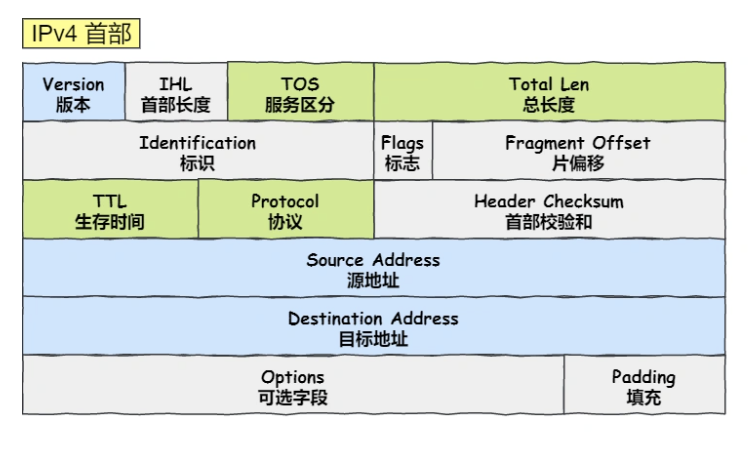 IPv4 首部
Version IHL TOS Total Len
版本 首部长度 服务区分 总长度
Identification Flags Fragment Offset
标识 标志 片偏移
TTL Protocol Header Checksum
生存时间 协议 首部校验和
Source Address
源地址
Destination Address
目标地址
Options Padding
可选字段 填充